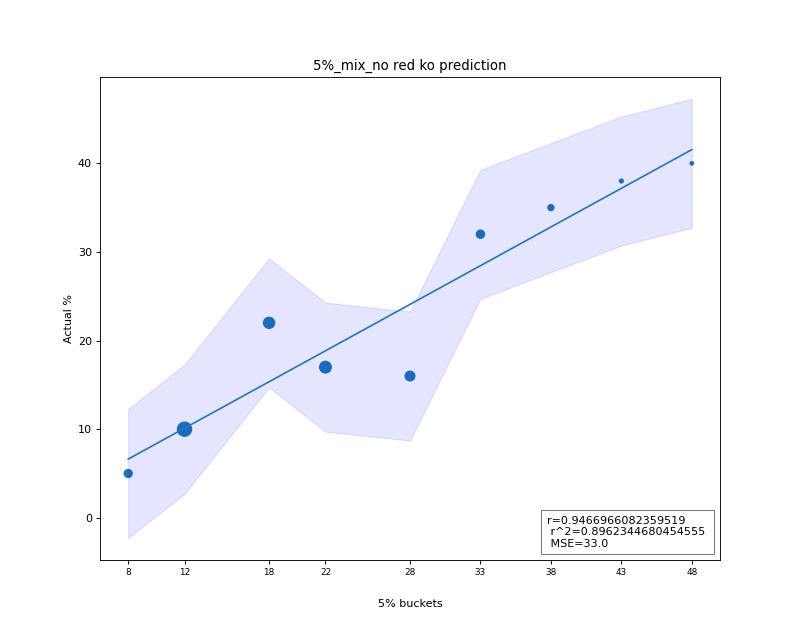 5%_mix_no red ko prediction
Actual %
40
30
20
10
0
8 12 18 22 28 33 38 43 48
5% buckets
r=0.9466966082359519
r^2=0.8962344680454555
MSE=33.0